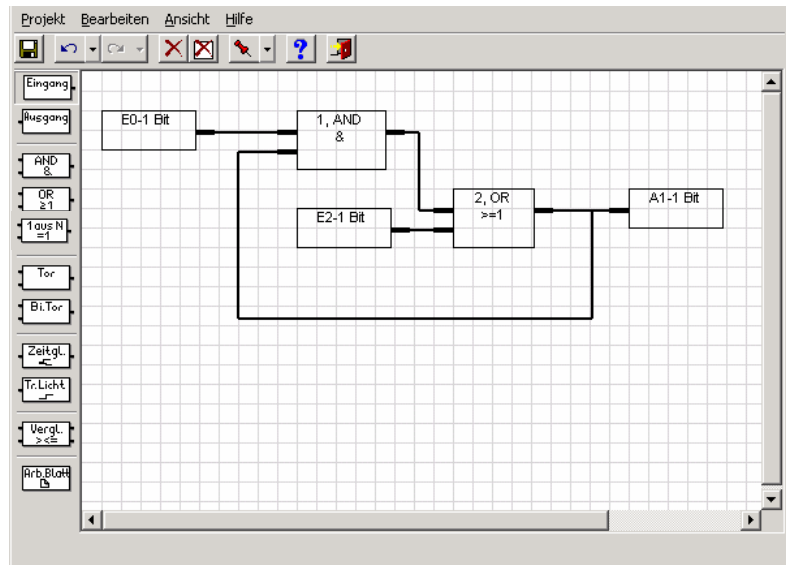 Projekt Bearbeiten Ansicht Hilfe
?
Eingang
Ausgang
AND
&
OR
≥1
1 aus N
=1
Tor
Bi.Tor
Zeitgl.
Tr.Licht
Vergl.
><=
Arb.Blatt
E0-1 Bit
1, AND
&
E2-1 Bit
2, OR
>=1
A1-1 Bit